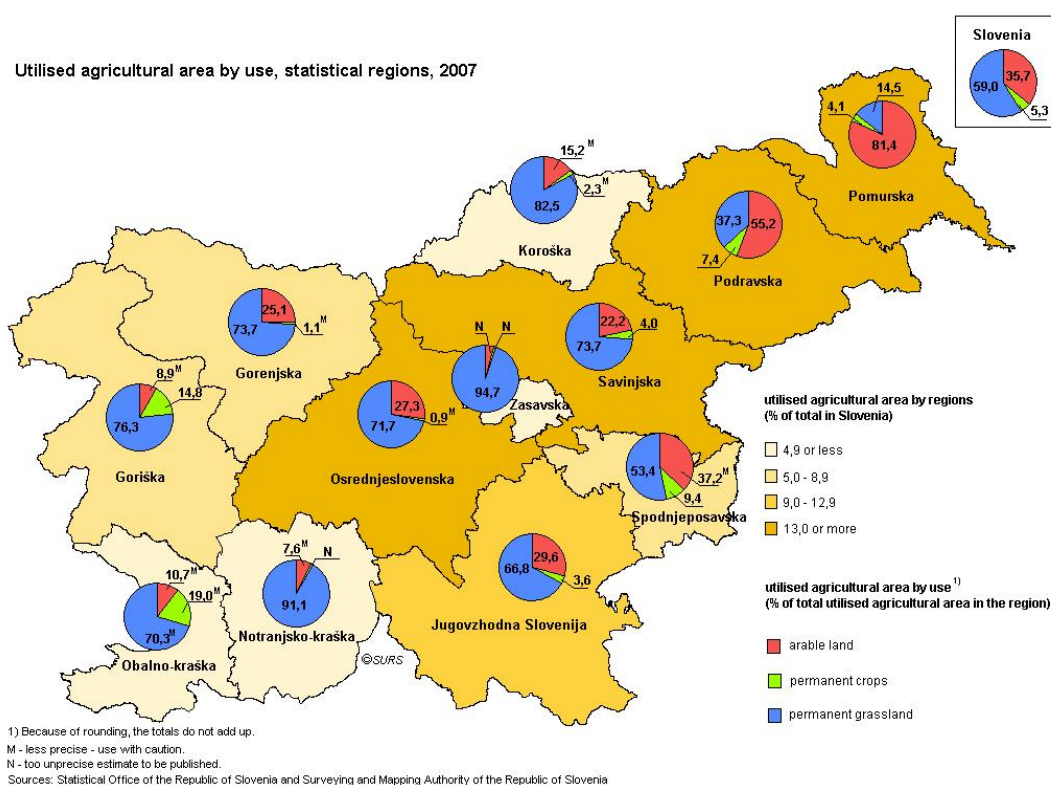 Utilised agricultural area by use, statistical regions, 2007
Slovenia
35,7
59,0
5,3
14,5
4,1
81,4
Pomurska
15,2 M
2,3 M
82,5
Koroška
37,3
55,2
7,4
Podravska
25,1
1,1 M
73,7
Gorenjska
N N
94,7
Zasavska
22,2
4,0
73,7
Savinjska
8,9 M
14,8
76,3
Goriška
27,3
0,9 M
71,7
Osrednjeslovenska
53,4
37,2 M
9,4
Spodnjeposavska
7,6 M
N
91,1
Notranjsko-kraška
29,6
3,6
66,8
Jugovzhodna Slovenija
10,7 M
19,0 M
70,3 M
Obalno-kraška
©SURS
utilised agricultural area by regions
(% of total in Slovenia)
4,9 or less
5,0 - 8,9
9,0 - 12,9
13,0 or more
utilised agricultural area by use 1)
(% of total utilised agricultural area in the region)
arable land
permanent crops
permanent grassland
1) Because of rounding, the totals do not add up.
M - less precise - use with caution.
N - too unprecise estimate to be published.
Sources: Statistical Office of the Republic of Slovenia and Surveying and Mapping Authority of the Republic of Slovenia